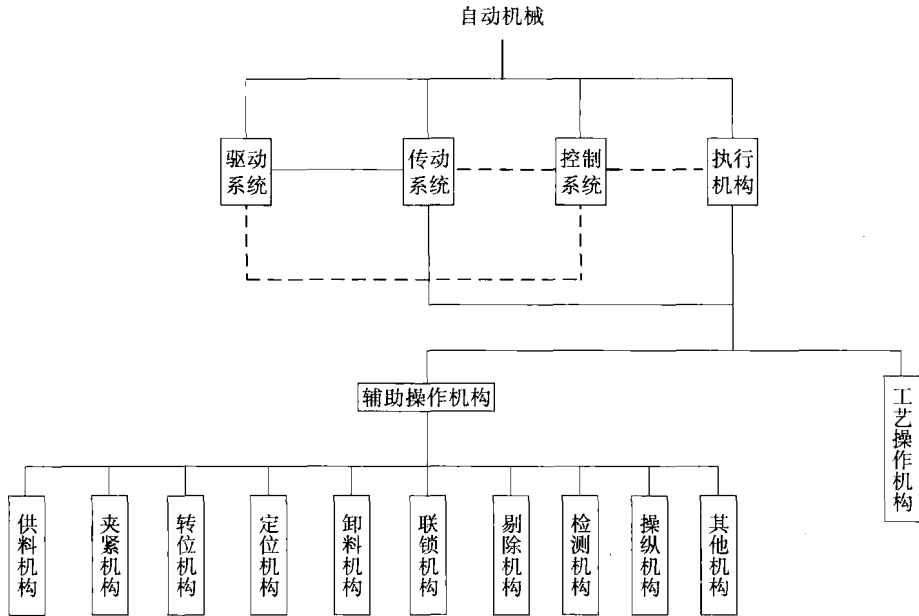 自动机械
驱动
系统
传动
系统
控制
系统
执行
机构
辅助操作机构
工艺操作机构
供料机构
夹紧机构
转位机构
定位机构
卸料机构
联锁机构
剔除机构
检测机构
操纵机构
其他机构